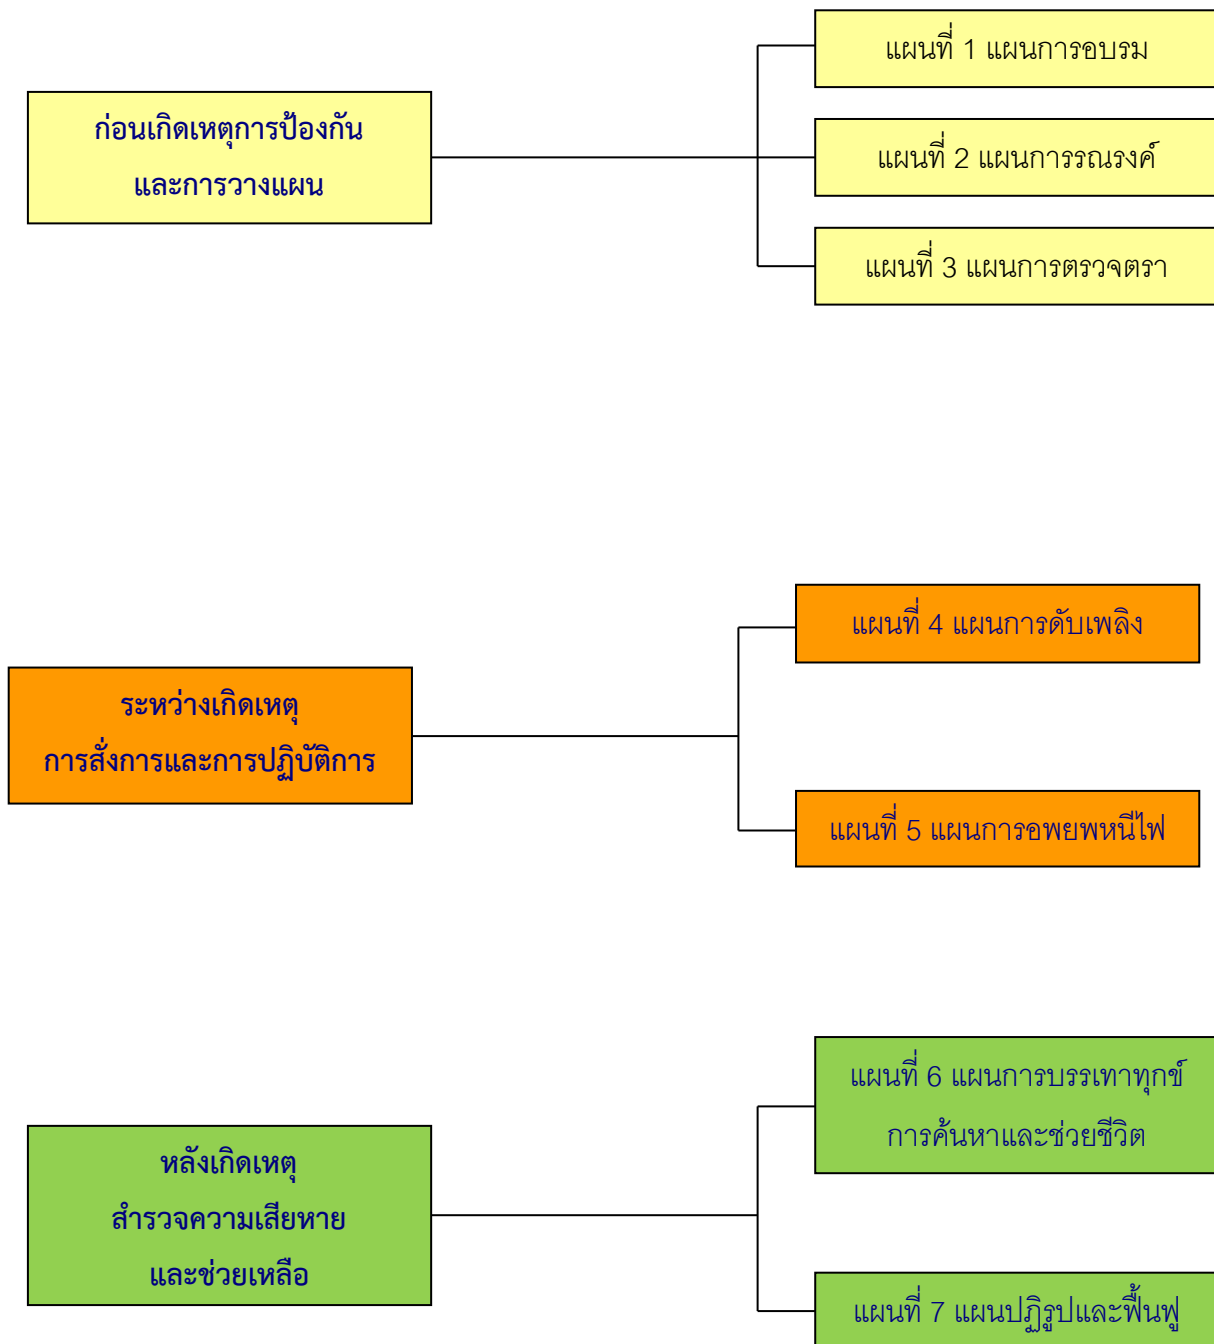 แผนที่ 1 แผนการอบรม
ก่อนเกิดเหตุการป้องกัน
และการวางแผน
แผนที่ 2 แผนการรณรงค์
แผนที่ 3 แผนการตรวจตรา
แผนที่ 4 แผนการดับเพลิง
ระหว่างเกิดเหตุ
การสั่งการและการปฏิบัติการ
แผนที่ 5 แผนการอพยพหนีไฟ
แผนที่ 6 แผนการบรรเทาทุกข์
การค้นหาและช่วยชีวิต
หลังเกิดเหตุ
สำรวจความเสียหาย
และช่วยเหลือ
แผนที่ 7 แผนปฏิรูปและฟื้นฟู